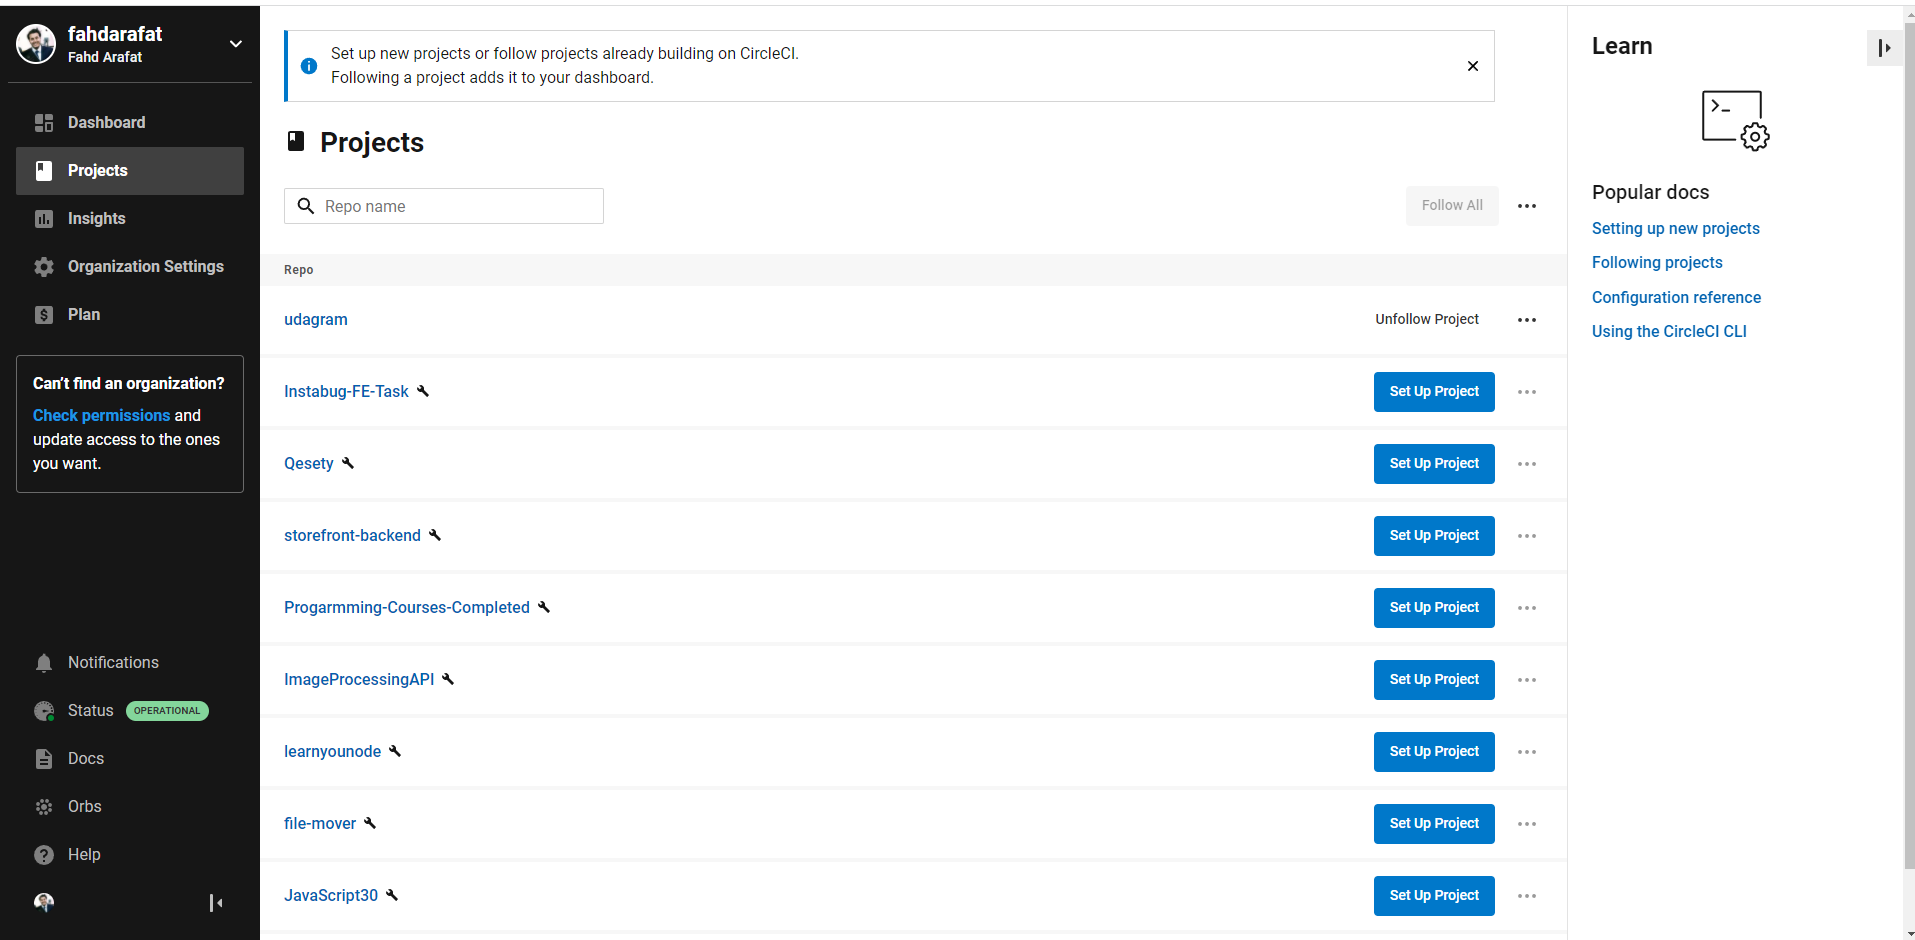 fahdarafat
Fahd Arafat
Dashboard
Projects
Insights
Organization Settings
Plan
Can't find an organization?
Check permissions and
update access to the ones
you want.
Notifications
Status OPERATIONAL
Docs
Orbs
Help
Set up new projects or follow projects already building on CircleCI.
Following a project adds it to your dashboard.
Projects
Repo name
Follow All
Repo
udagram Unfollow Project
Instabug-FE-Task Set Up Project
Qesety Set Up Project
storefront-backend Set Up Project
Progarmming-Courses-Completed Set Up Project
ImageProcessingAPI Set Up Project
learnyounode Set Up Project
file-mover Set Up Project
JavaScript30 Set Up Project
Learn
Popular docs
Setting up new projects
Following projects
Configuration reference
Using the CircleCI CLI